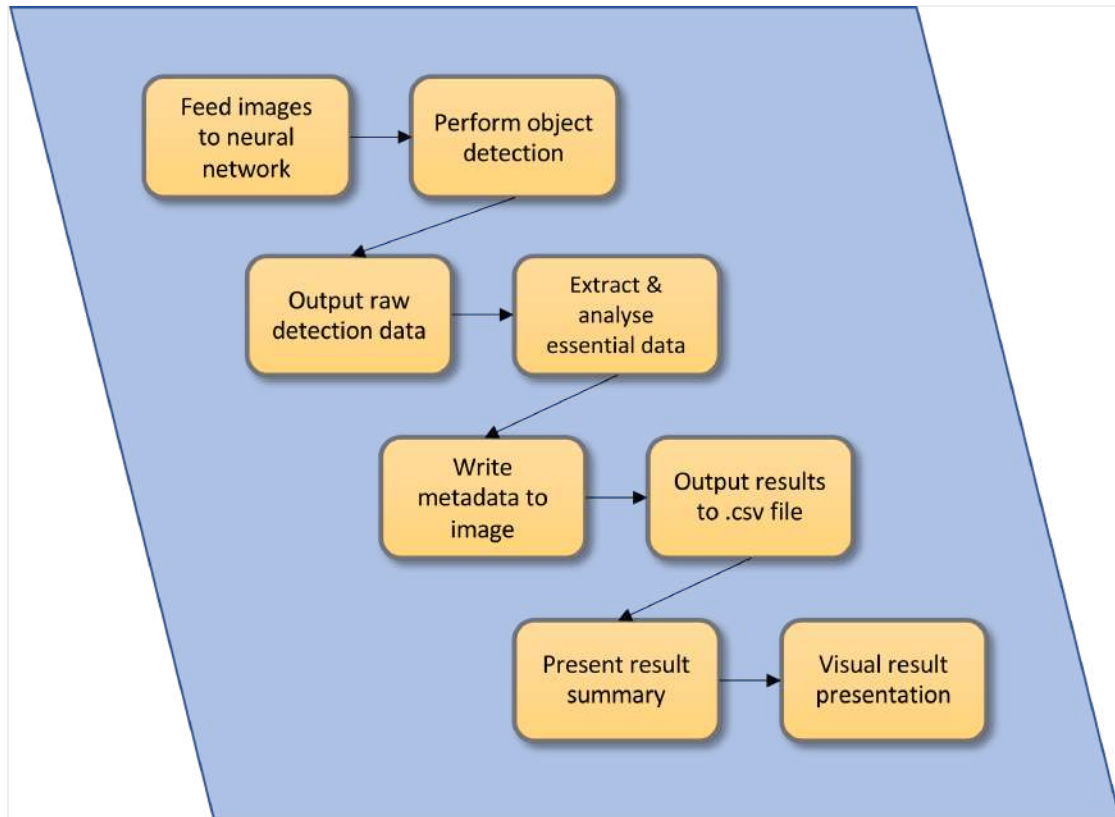 Feed images
to neural
network
Perform object
detection
Output raw
detection data
Extract &
analyse
essential data
Write
metadata to
image
Output results
to .csv file
Present result
summary
Visual result
presentation